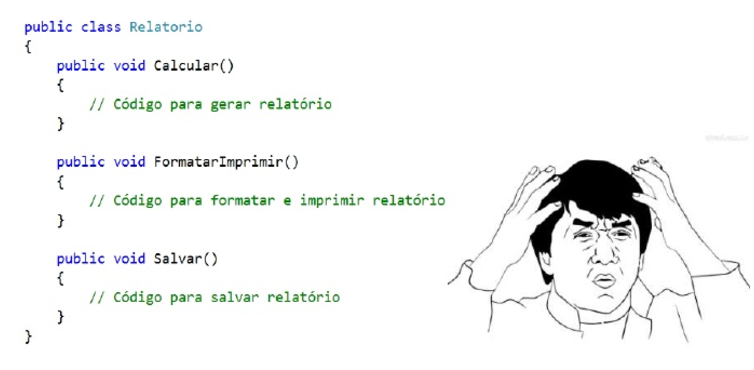 public class Relatorio
{
public void Calcular()
{
// Código para gerar relatório
}
public void FormatarImprimir()
{
// Código para formatar e imprimir relatório
}
public void Salvar()
{
// Código para salvar relatório
}
}